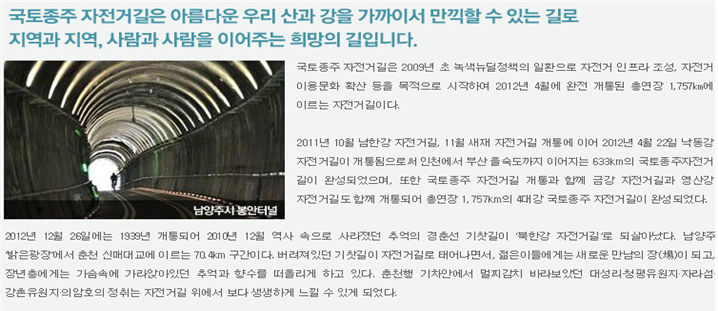 국토종주 자전거길은 아름다운 우리 산과 강을 가까이서 만끽할 수 있는 길로
지역과 지역, 사람과 사람을 이어주는 희망의 길입니다.
국토종주 자전거길은 2009년 초 녹색뉴딜정책의 일환으로 자전거 인프라 조성, 자전거
이용문화 확산 등을 목적으로 시작하여 2012년 4월에 완전 개통된 총연장 1,757km에
이르는 자전거길이다.
2011년 10월 남한강 자전거길, 11월 새재 자전거길 개통에 이어 2012년 4월 22일 낙동강
자전거길이 개통됨으로써 인천에서 부산 을숙도까지 이어지는 633km의 국토종주자전거
길이 완성되었으며, 또한 국토종주 자전거길 개통과 함께 금강 자전거길과 영산강
자전거길도 함께 개통되어 총연장 1,757km의 4대강 국토종주 자전거길이 완성되었다.
남양주시 봉안터널
2012년 12월 26일에는 1939년 개통되어 2010년 12월 역사 속으로 사라졌던 추억의 경춘선 기찻길이 '북한강 자전거길'로 되살아났다. 남양주
'밝은광장'에서 춘천 신매대교에 이르는 70.4km 구간이다. 버려져있던 기찻길이 자전거길로 태어나면서, 젊은이들에게는 새로운 만남의 장(場)이 되고,
장년층에게는 가슴속에 가라앉아있던 추억과 향수를 떠올리게 하고 있다. 춘천행 기차안에서 멀찌감치 바라보았던 대성리·청평유원지·자라섬·
강촌유원지·의암호의 정취는 자전거길 위에서 보다 생생하게 느낄 수 있게 되었다.